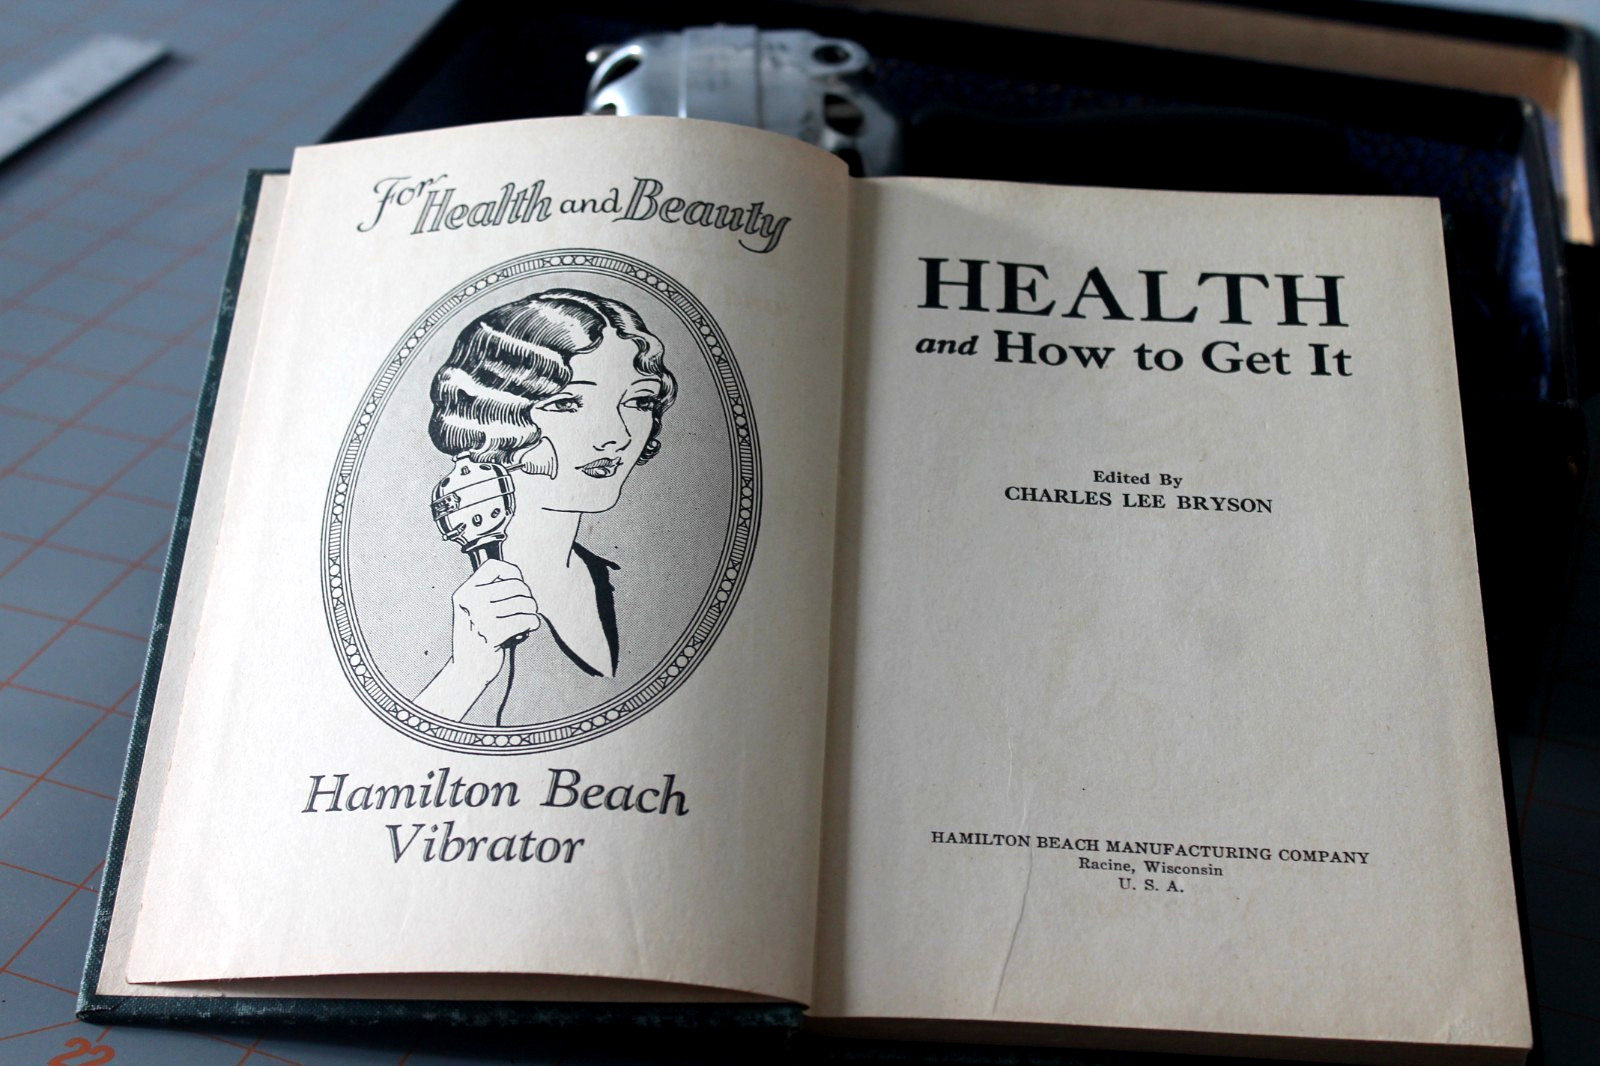 For Health and Beauty
Hamilton Beach
Vibrator
HEALTH
and How to Get It
Edited By
CHARLES LEE BRYSON
HAMILTON BEACH MANUFACTURING COMPANY
Racine, Wisconsin
U. S. A.
22